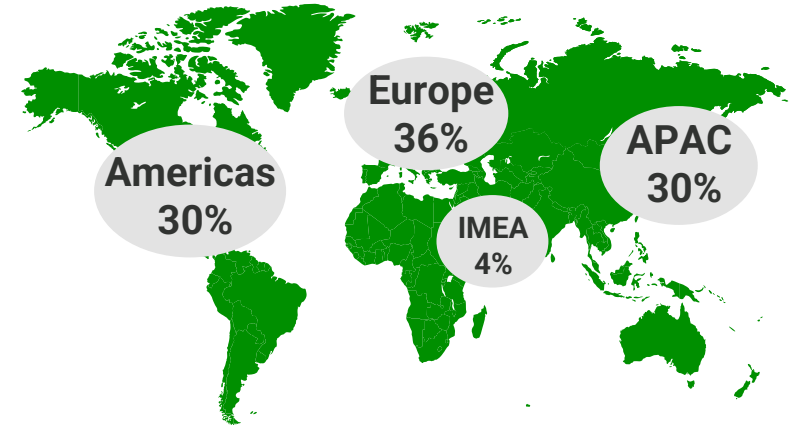 Europe
36%
APAC
30%
Americas
30%
IMEA
4%